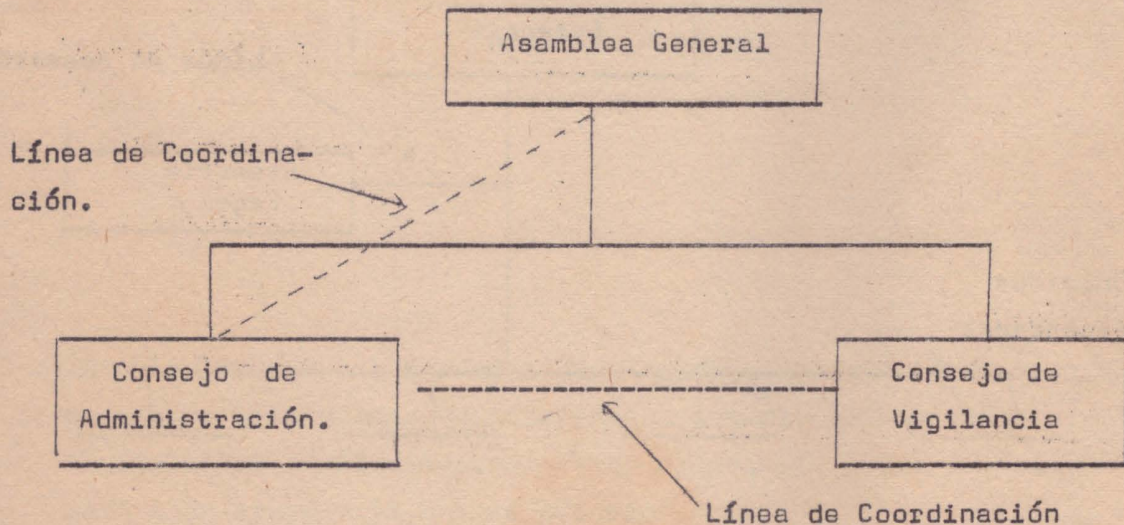 Asamblea General
Línea de Coordina-
ción.
Consejo de
Administración.
Consejo de
Vigilancia
Línea de Coordinación